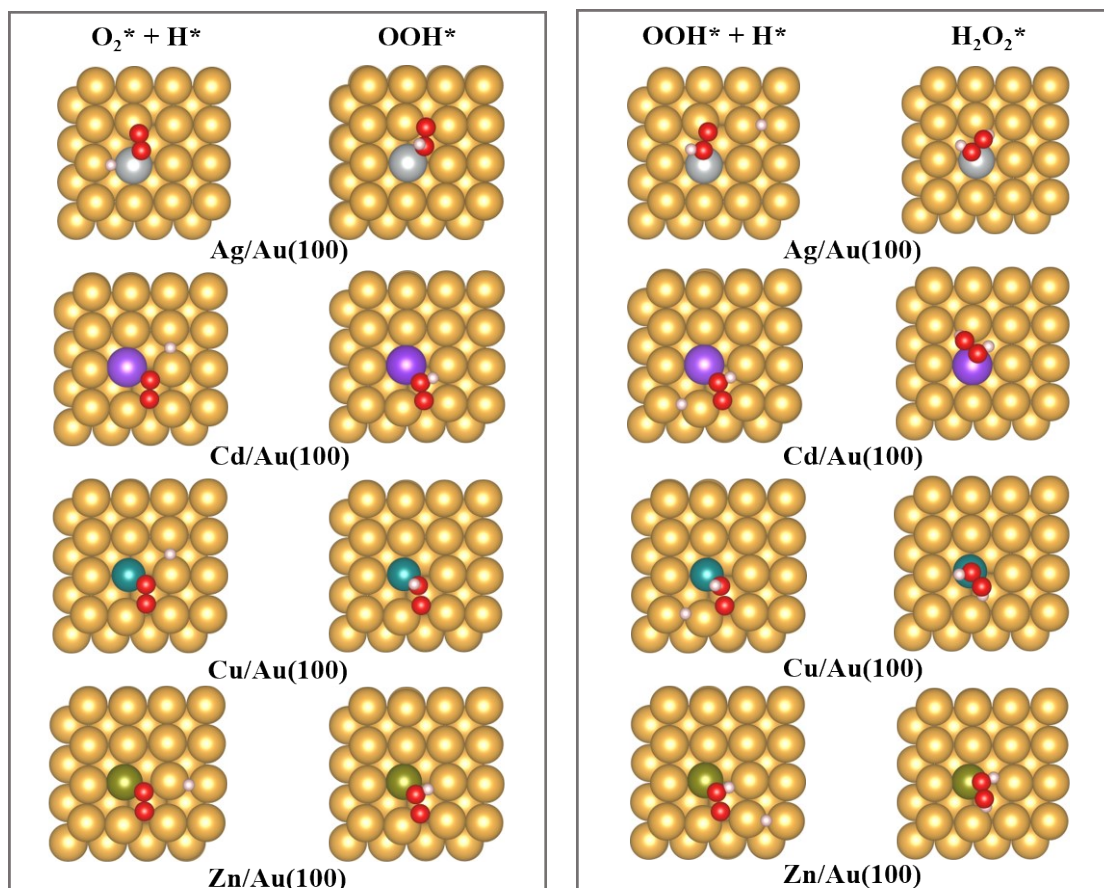 O₂* + H* OOH*
Ag/Au(100)
Cd/Au(100)
Cu/Au(100)
Zn/Au(100)
OOH* + H* H₂O₂*
Ag/Au(100)
Cd/Au(100)
Cu/Au(100)
Zn/Au(100)